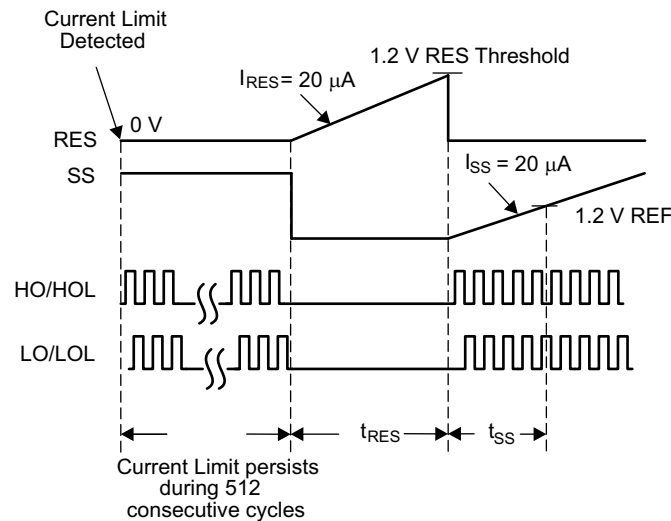 Current Limit
Detected
1.2 V RES Threshold
I_RES = 20 μA
0 V
RES
SS
I_SS = 20 μA
1.2 V REF
HO/HOL
LO/LOL
t_RES
t_SS
Current Limit persists
during 512
consecutive cycles